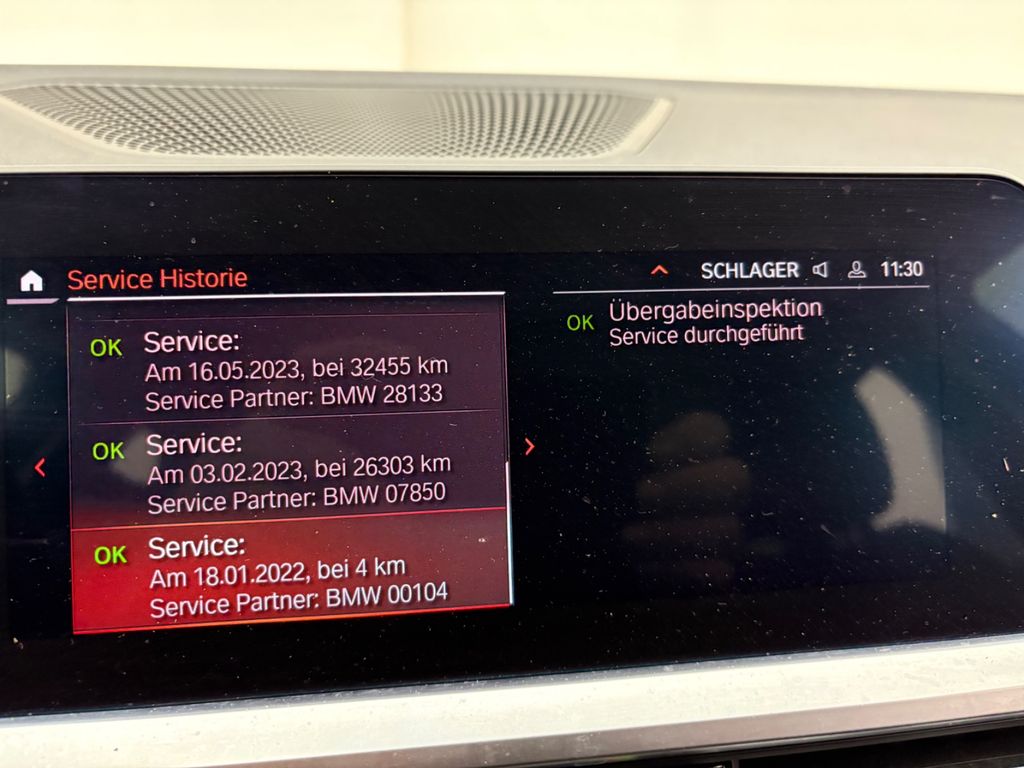 Service Historie
SCHLAGER 11:30
OK Service:
Am 16.05.2023, bei 32455 km
Service Partner: BMW 28133
OK Service:
Am 03.02.2023, bei 26303 km
Service Partner: BMW 07850
OK Service:
Am 18.01.2022, bei 4 km
Service Partner: BMW 00104
OK Übergabeinspektion
Service durchgeführt